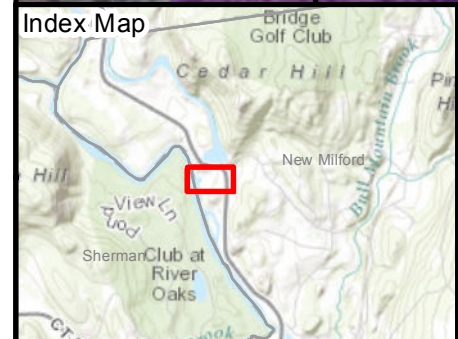 Index Map
Bridge
Golf Club
Cedar Hill
Hill
New Milford
Bull Mountain Brook
View Ln
Pond
Sherman
Club at
River
Oaks